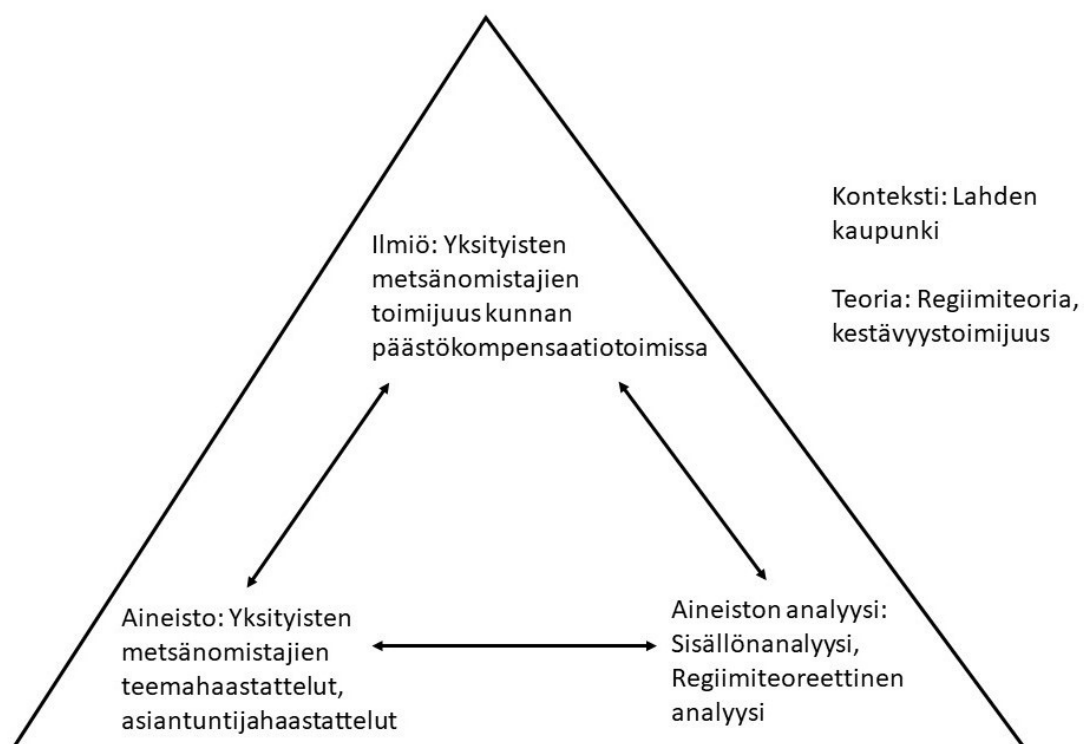 Ilmiö: Yksityisten
metsänomistajien
toimijuus kunnan
päästökompensaatiotoimissa
Konteksti: Lahden
kaupunki
Teoria: Regiimiteoria,
kestävyystoimijuus
Aineisto: Yksityisten
metsänomistajien
teemahaastattelut,
asiantuntijahaastattelut
Aineiston analyysi:
Sisällönanalyysi,
Regiimiteoreettinen
analyysi